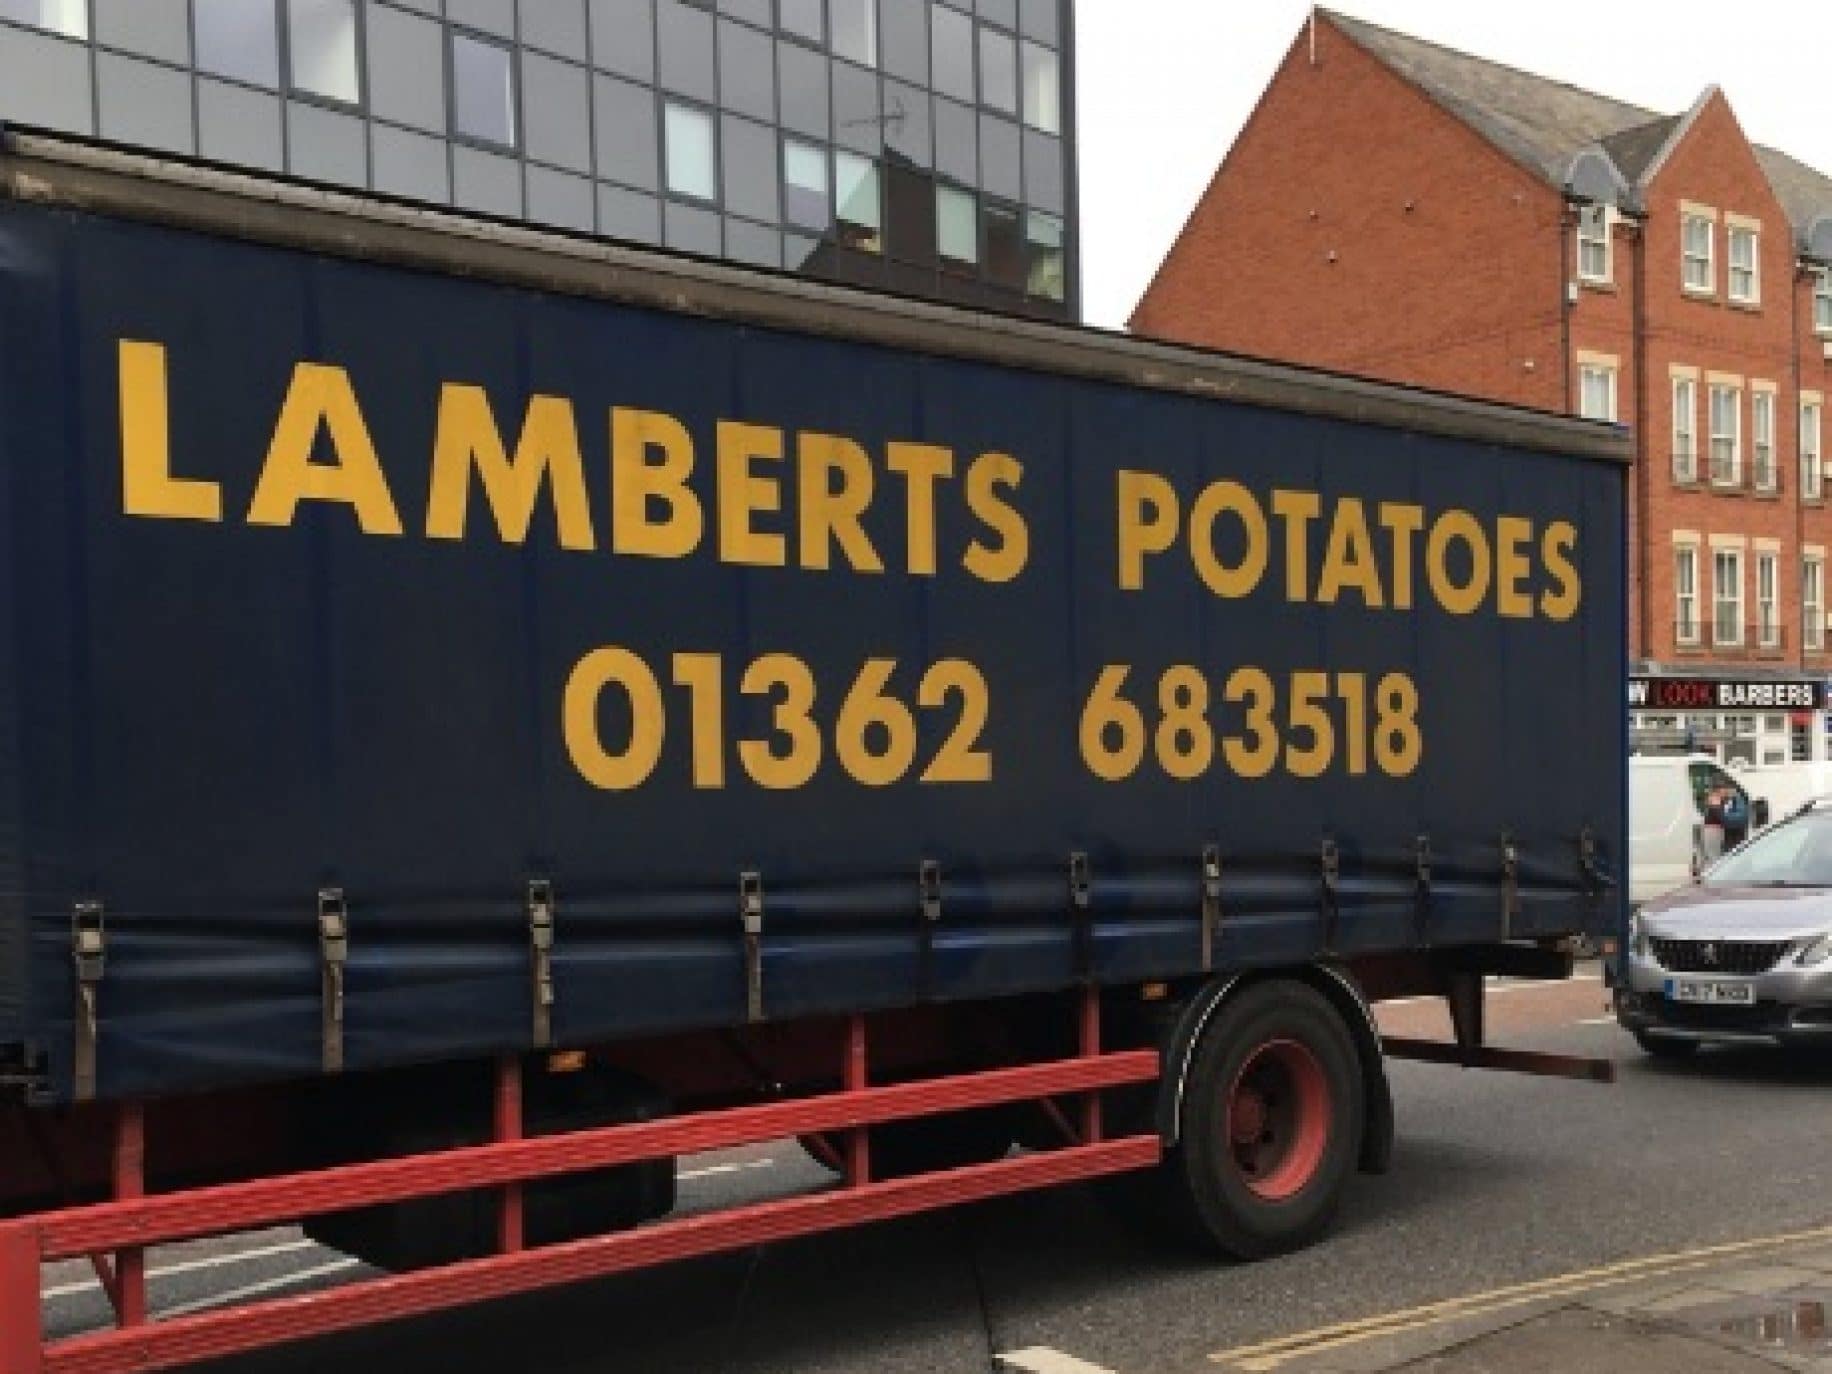 LAMBERTS POTATOES
01362 683518
LOOK BARBERS